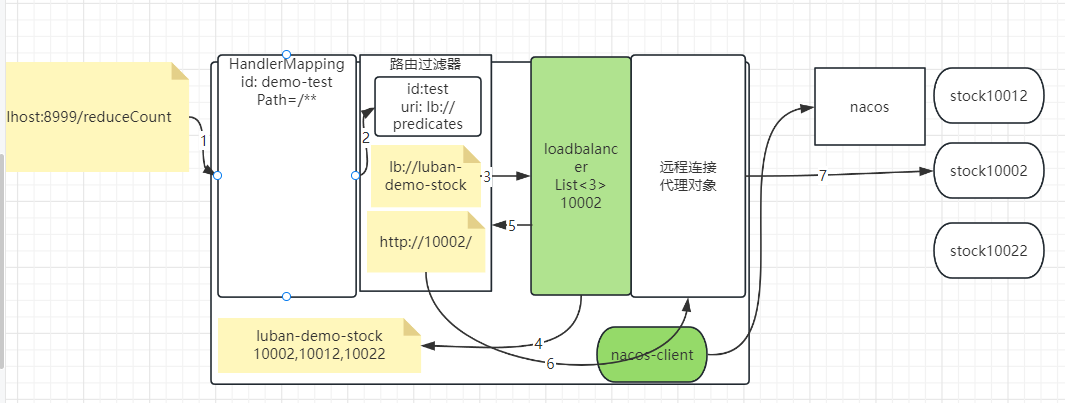 lhost:8999/reduceCount
1
HandlerMapping
id: demo-test
Path=/**
2
路由过滤器
id:test
uri: lb://
predicates
lb://luban-
demo-stock
3
http://10002/
5
loadbalanc
er
List<3>
10002
远程连接
代理对象
luban-demo-stock
10002,10012,10022
4
6
nacos-client
7
nacos
stock10012
stock10002
stock10022